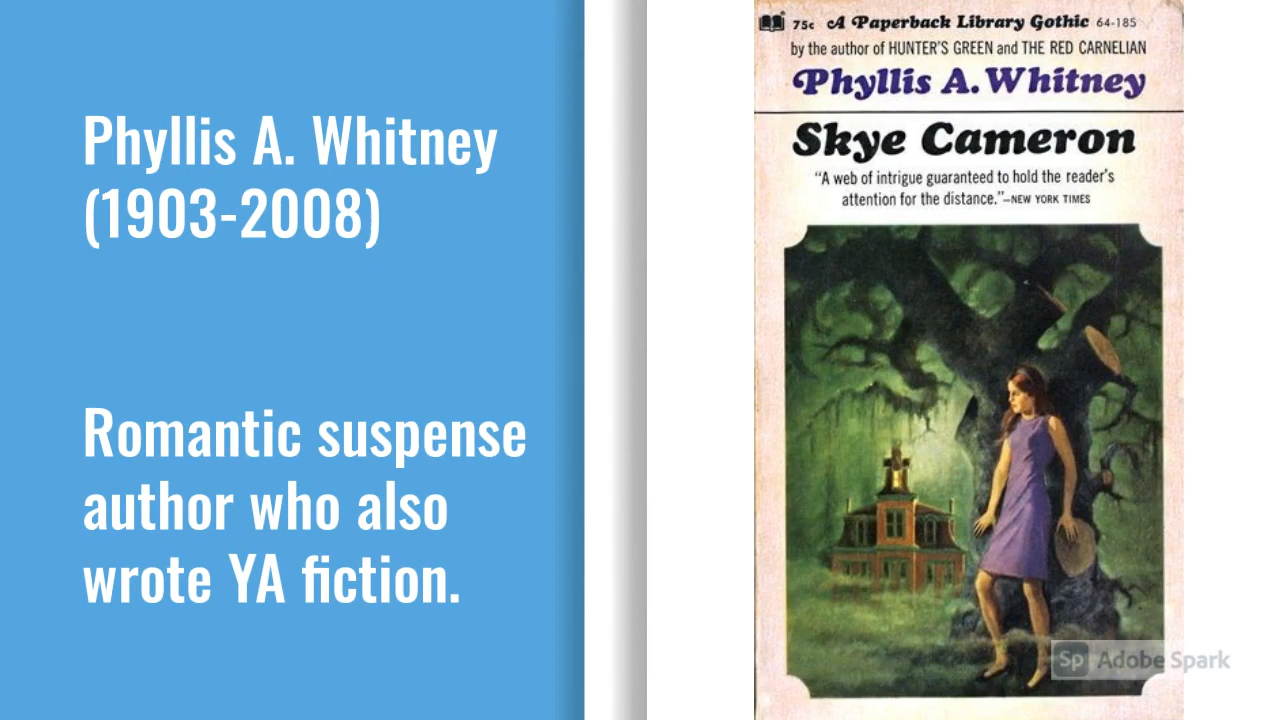 Phyllis A. Whitney
(1903-2008)
Romantic suspense
author who also
wrote YA fiction.
75c A Paperback Library Gothic 64-185
by the author of HUNTER'S GREEN and THE RED CARNELIAN
Phyllis A. Whitney
Skye Cameron
"A web of intrigue guaranteed to hold the reader's
attention for the distance."—NEW YORK TIMES
Sp Adobe Spark